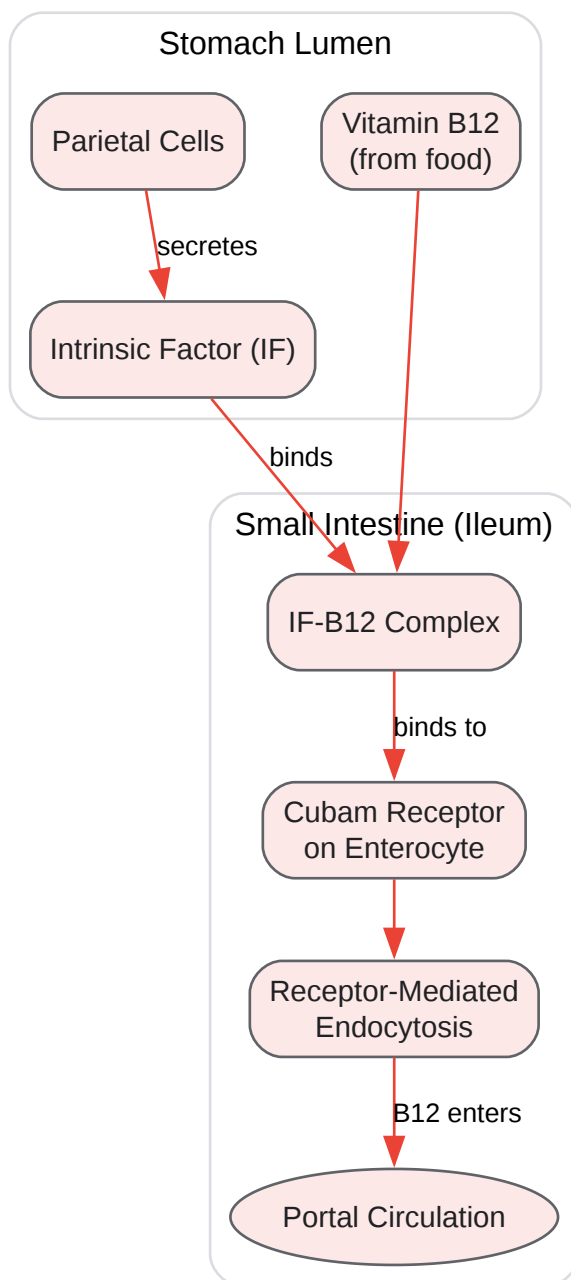 Stomach Lumen
Parietal Cells
Vitamin B12
(from food)
secretes
Intrinsic Factor (IF)
binds
Small Intestine (Ileum)
IF-B12 Complex
binds to
Cubam Receptor
on Enterocyte
Receptor-Mediated
Endocytosis
B12 enters
Portal Circulation